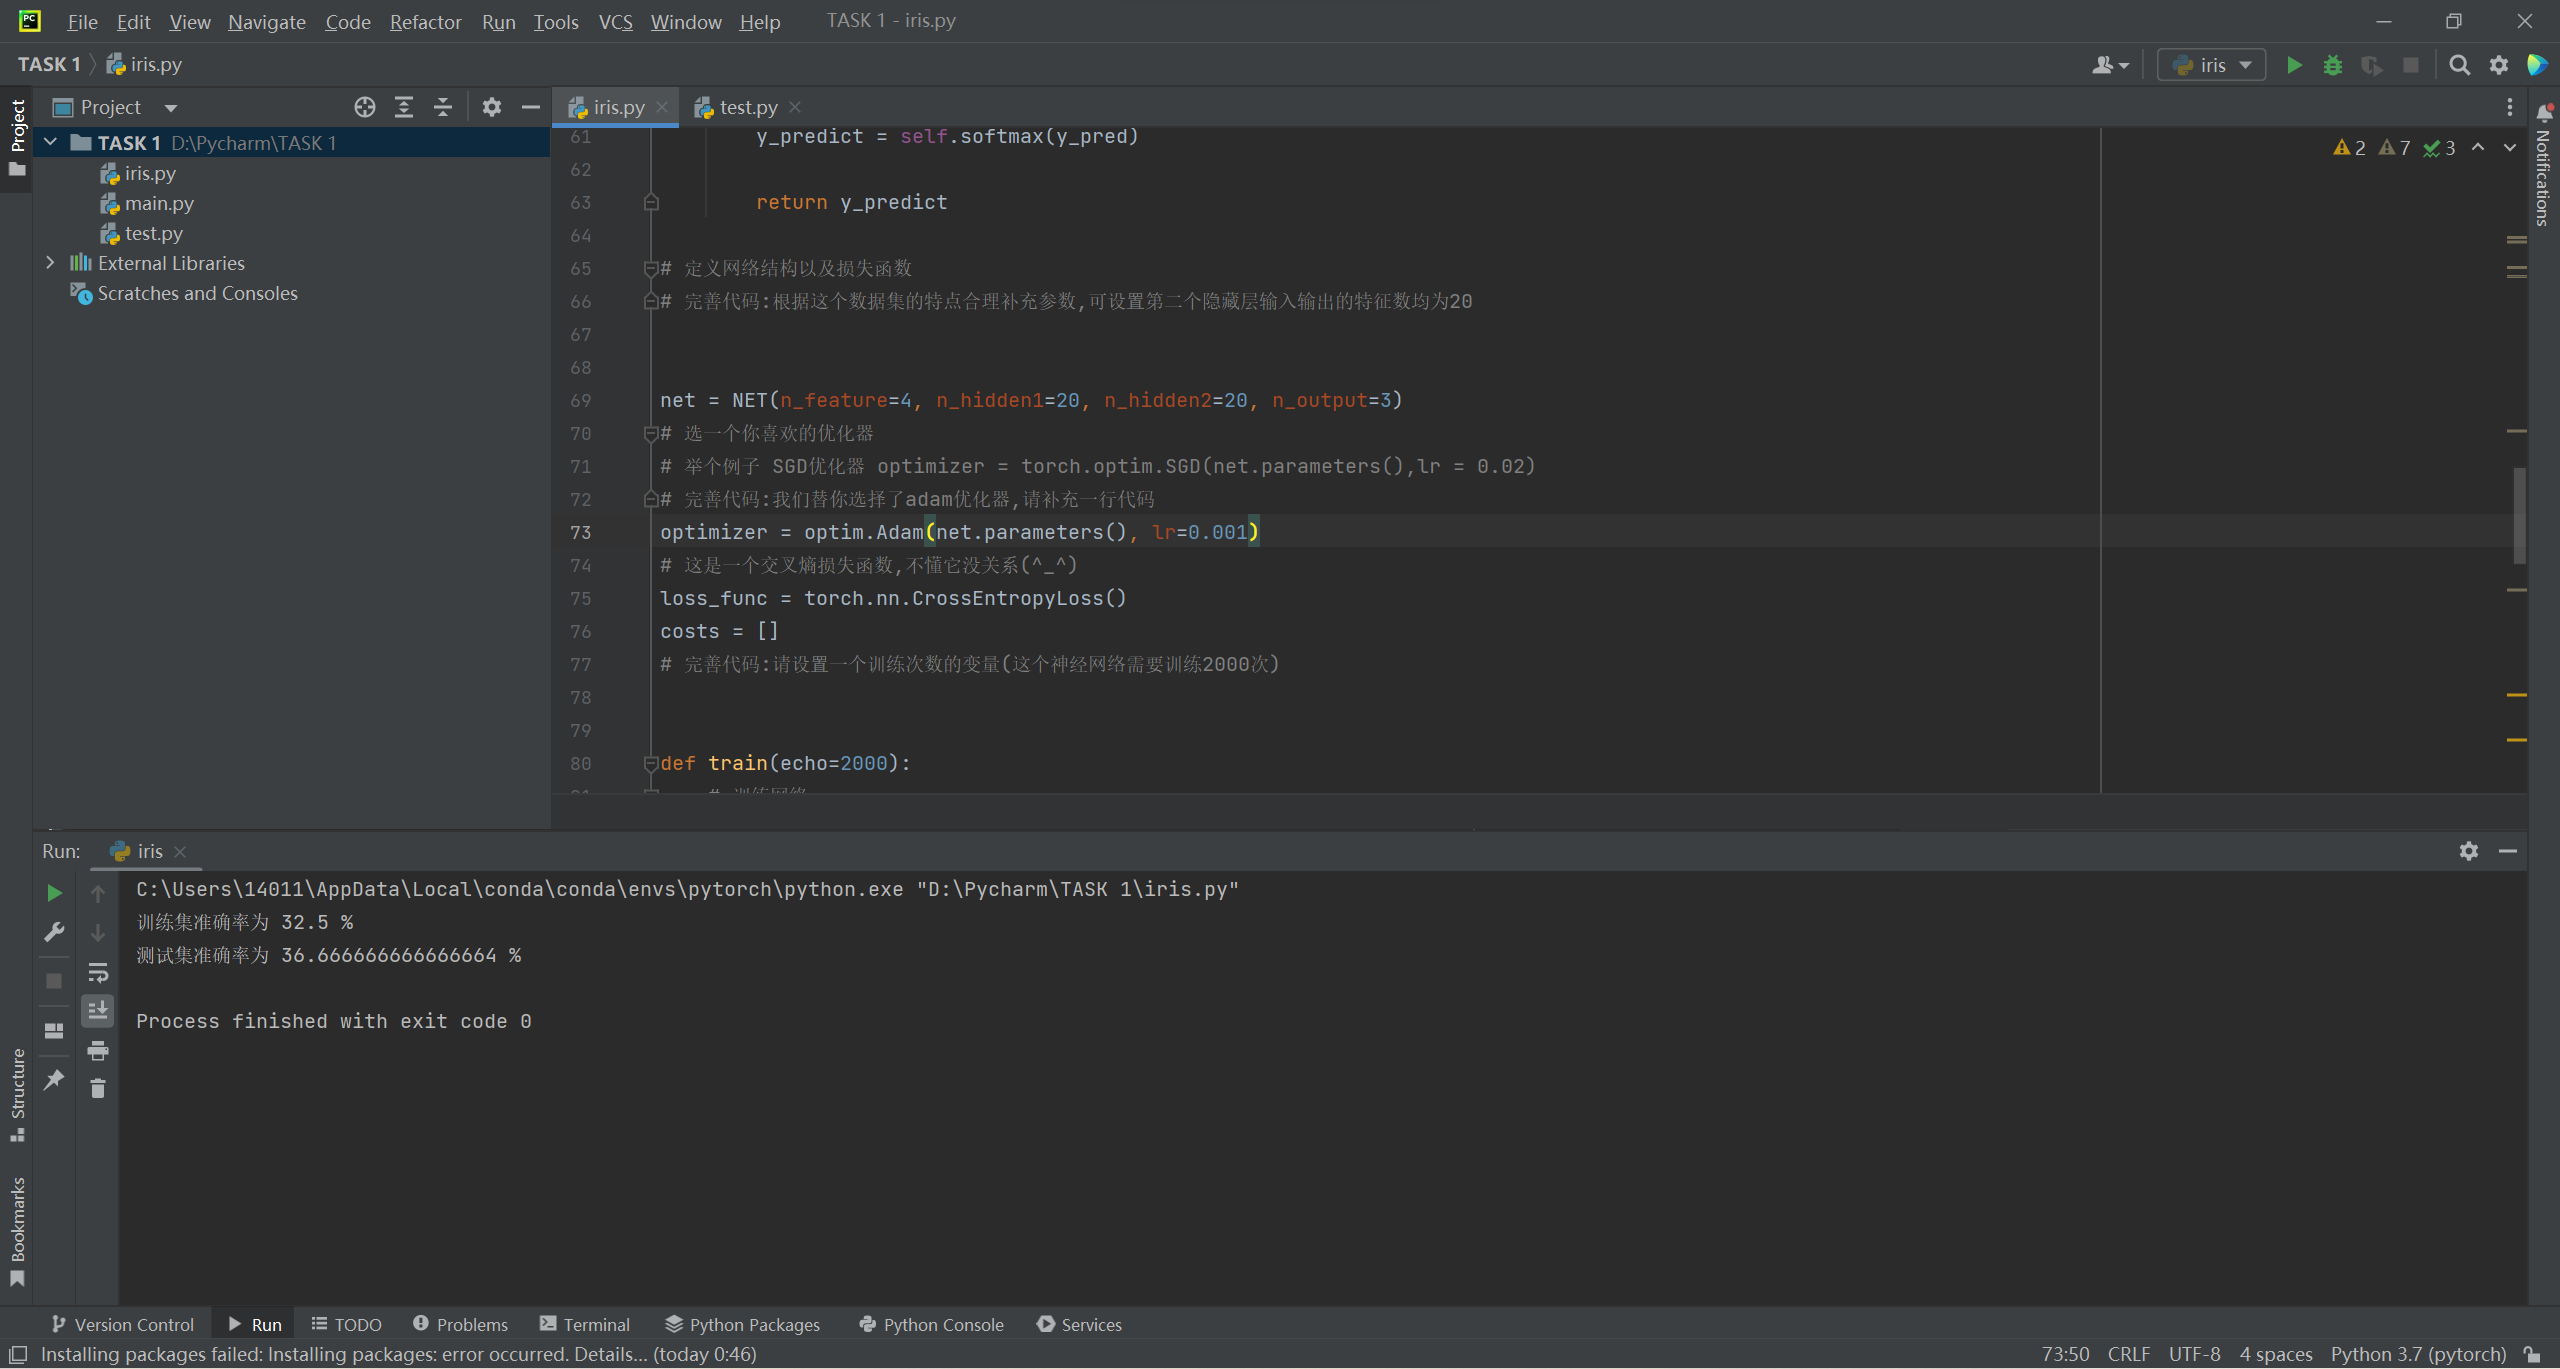 File Edit View Navigate Code Refactor Run Tools VCS Window Help TASK 1 - iris.py
TASK 1 iris.py
iris
Project
Project
TASK 1 D:\Pycharm\TASK 1
iris.py
main.py
test.py
External Libraries
Scratches and Consoles
iris.py test.py
2 7 3
Notifications
61 y_predict = self.softmax(y_pred)
62
63 return y_predict
64
65 # 定义网络结构以及损失函数
66 # 完善代码:根据这个数据集的特点合理补充参数,可设置第二个隐藏层输入输出的特征数均为20
67
68
69 net = NET(n_feature=4, n_hidden1=20, n_hidden2=20, n_output=3)
70 # 选一个你喜欢的优化器
71 # 举个例子 SGD优化器 optimizer = torch.optim.SGD(net.parameters(),lr = 0.02)
72 # 完善代码:我们替你选择了adam优化器,请补充一行代码
73 optimizer = optim.Adam(net.parameters(), lr=0.001)
74 # 这是一个交叉熵损失函数,不懂它没关系(^_^)
75 loss_func = torch.nn.CrossEntropyLoss()
76 costs = []
77 # 完善代码:请设置一个训练次数的变量(这个神经网络需要训练2000次)
78
79
80 def train(echo=2000):
81 # 训练网络
Run: iris
C:\Users\14011\AppData\Local\conda\conda\envs\pytorch\python.exe "D:\Pycharm\TASK 1\iris.py"
训练集准确率为 32.5 %
测试集准确率为 36.666666666666664 %
Process finished with exit code 0
Structure
Bookmarks
Version Control Run TODO Problems Terminal Python Packages Python Console Services
Installing packages failed: Installing packages: error occurred. Details... (today 0:46) 73:50 CRLF UTF-8 4 spaces Python 3.7 (pytorch)